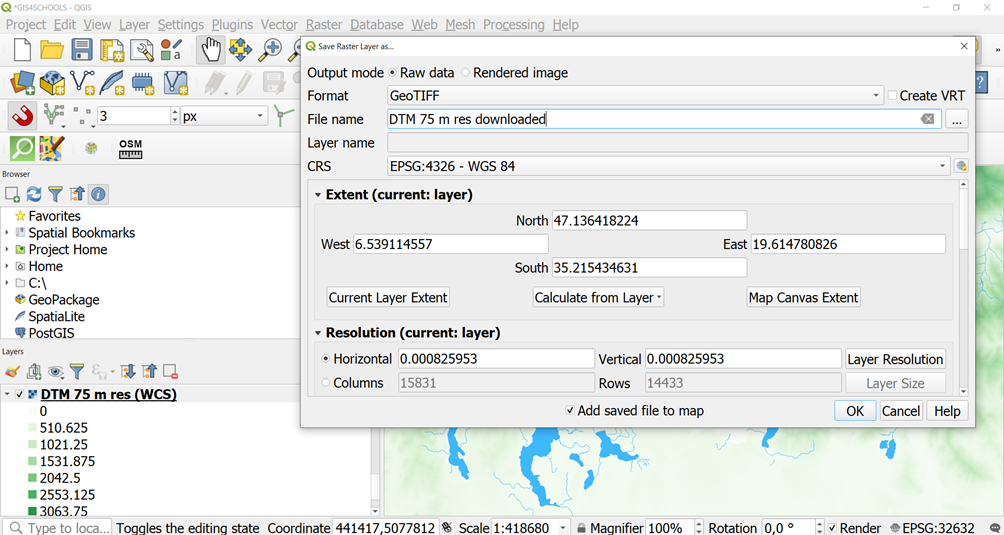 *GIS4SCHOOLS - QGIS
Project Edit View Layer Settings Plugins Vector Raster Database Web Mesh Processing Help
3
px
OSM
Browser
Favorites
Spatial Bookmarks
Project Home
Home
C:\
GeoPackage
SpatiaLite
PostGIS
Layers
DTM 75 m res (WCS)
0
510.625
1021.25
1531.875
2042.5
2553.125
3063.75
Save Raster Layer as...
Output mode Raw data Rendered image
Format GeoTIFF Create VRT
File name DTM 75 m res downloaded ...
Layer name
CRS EPSG:4326 - WGS 84
Extent (current: layer)
North 47.136418224
West 6.539114557 East 19.614780826
South 35.215434631
Current Layer Extent Calculate from Layer Map Canvas Extent
Resolution (current: layer)
Horizontal 0.000825953 Vertical 0.000825953 Layer Resolution
Columns 15831 Rows 14433 Layer Size
Add saved file to map OK Cancel Help
Type to loca... Toggles the editing state Coordinate 441417,5077812 Scale 1:418680 Magnifier 100% Rotation 0,0 ° Render EPSG:32632